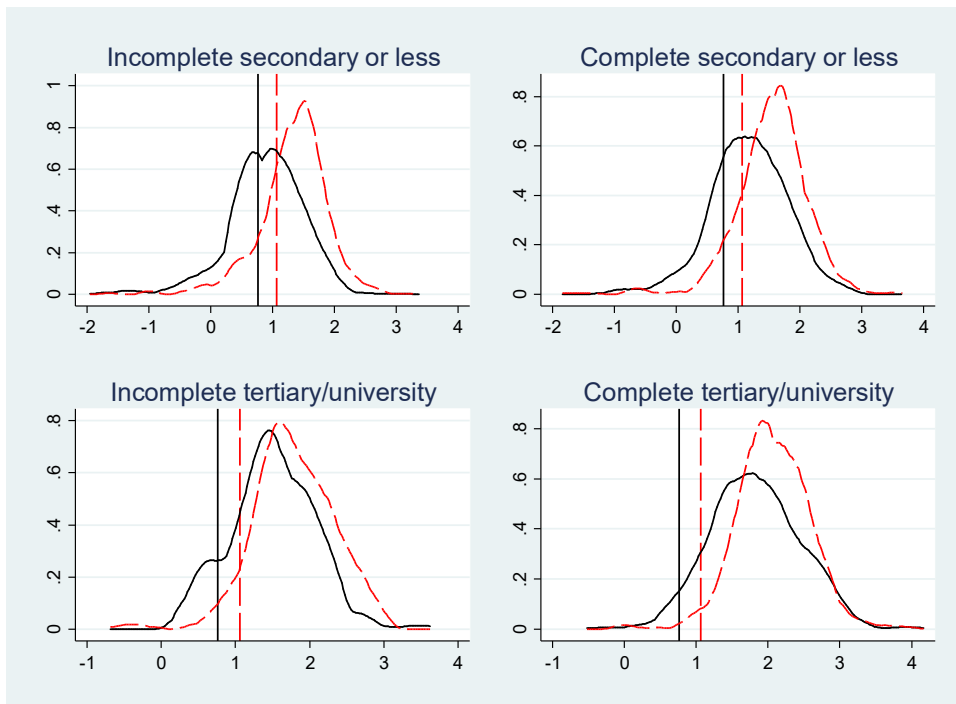 Incomplete secondary or less
Complete secondary or less
1
.8
.6
.4
.2
0
-2 -1 0 1 2 3 4
.8
.6
.4
.2
0
-2 -1 0 1 2 3 4
Incomplete tertiary/university
Complete tertiary/university
.8
.6
.4
.2
0
-1 0 1 2 3 4
.8
.6
.4
.2
0
-1 0 1 2 3 4